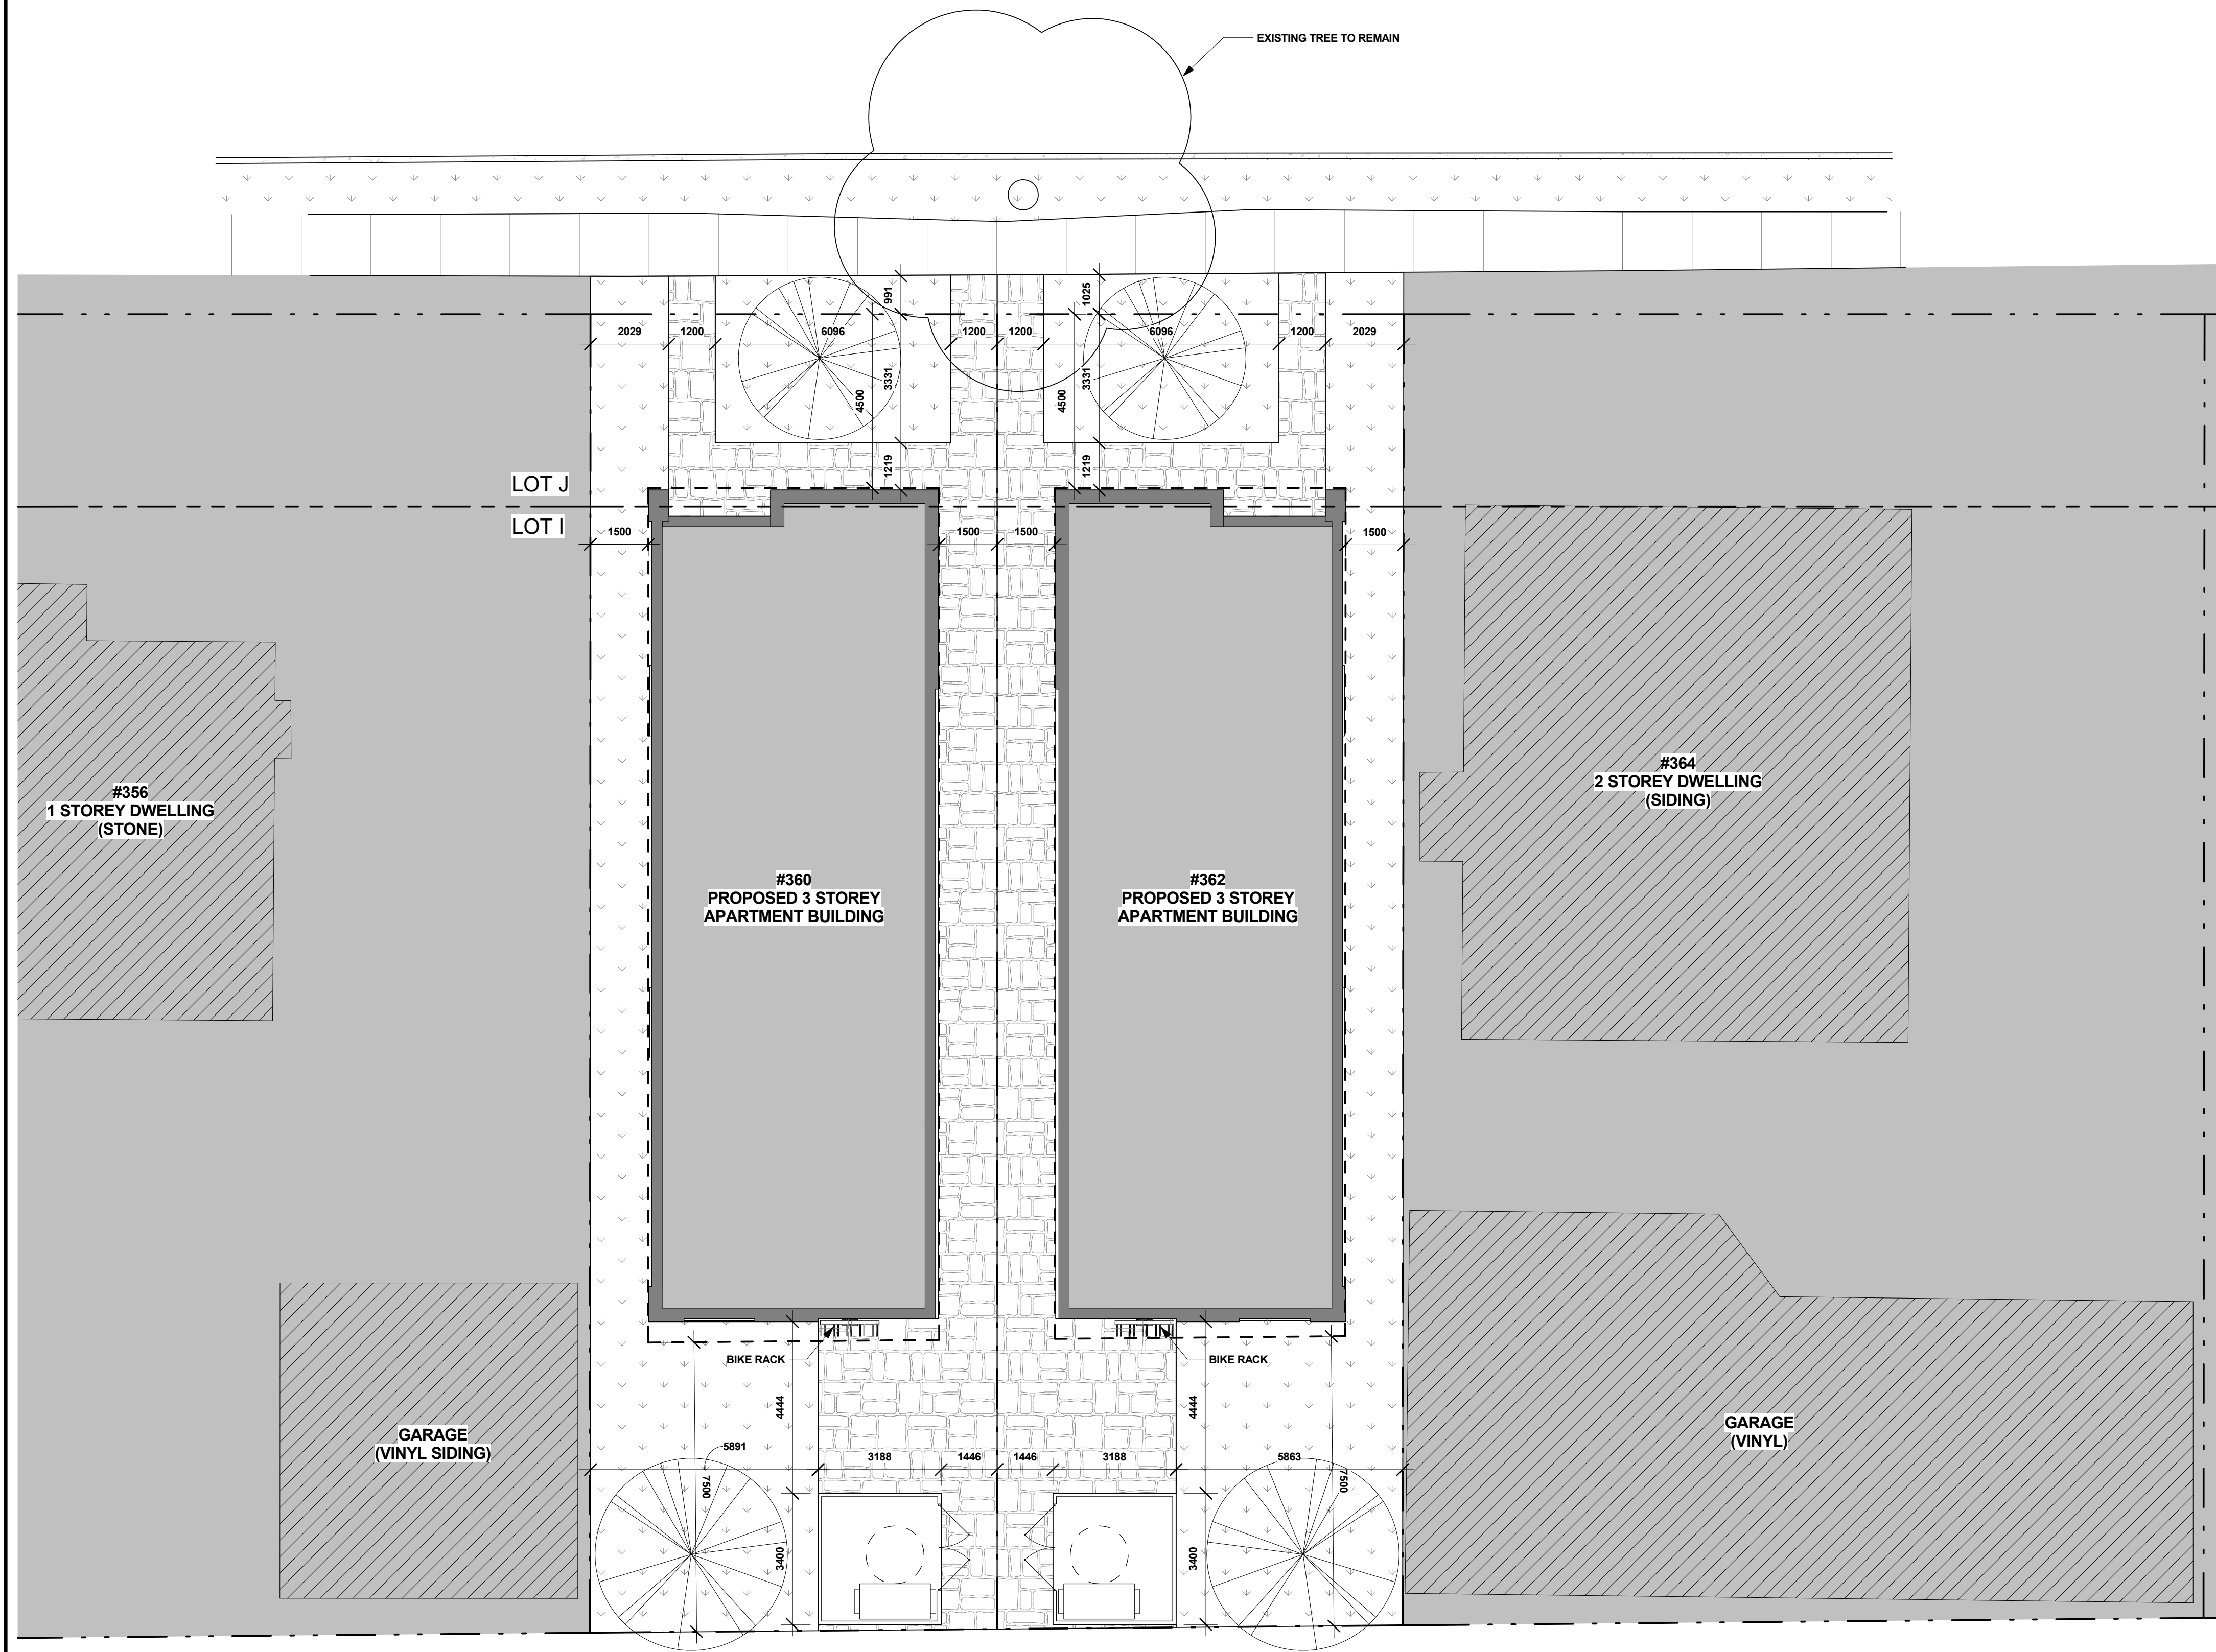 EXISTING TREE TO REMAIN
991
1025
2029
1200
6096
1200
1200
6096
1200
2029
3331
4500
3331
4500
1219
1219
LOT J
LOT I
1500
1500
1500
1500
#356
1 STOREY DWELLING
(STONE)
#364
2 STOREY DWELLING
(SIDING)
#360
PROPOSED 3 STOREY
APARTMENT BUILDING
#362
PROPOSED 3 STOREY
APARTMENT BUILDING
BIKE RACK
BIKE RACK
4444
4444
GARAGE
(VINYL SIDING)
GARAGE
(VINYL)
5891
3188
1446
1446
3188
5863
7500
7500
3400
3400